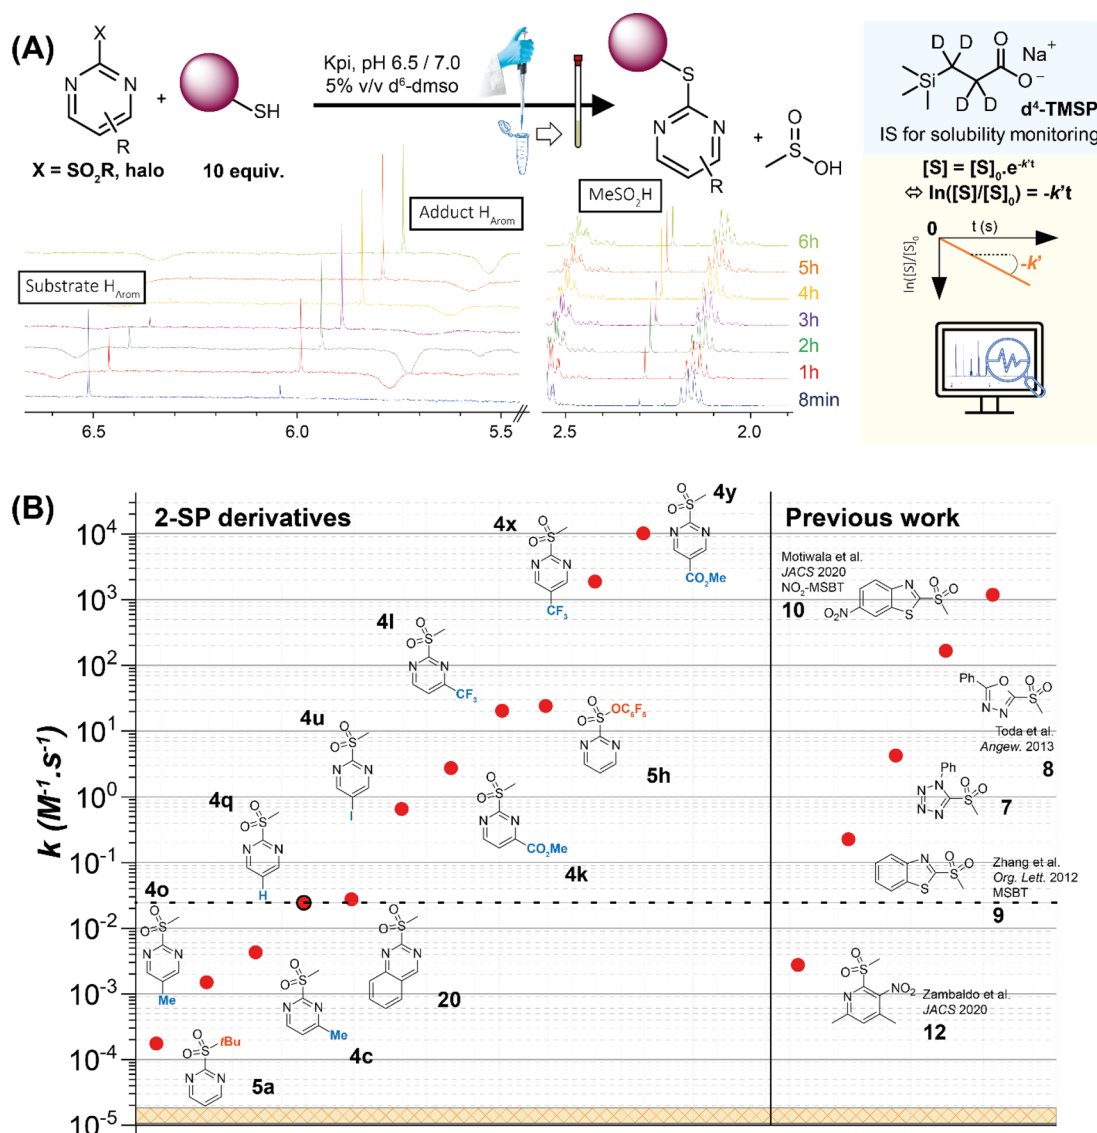 (A)
X
N
N
R
X = SO2R, halo
+
SH
10 equiv.
Kpi, pH 6.5 / 7.0
5% v/v d6-dmso
S
N
N
R
+
O
S
OH
D D
O
Na+
Si
O−
D D
d4-TMSP
IS for solubility monitoring
[S] = [S]0.e-k't
⇔ ln([S]/[S]0) = -k't
0
t (s)
ln([S]/[S]0
-k'
Adduct HArom
Substrate HArom
MeSO2H
6h
5h
4h
3h
2h
1h
8min
6.5
6.0
5.5
2.5
2.0
(B)
2-SP derivatives
Previous work
k (M-1.s-1)
10^4
10^3
10^2
10^1
10^0
10^-1
10^-2
10^-3
10^-4
10^-5
4y
CO2Me
4x
CF3
4l
CF3
4u
I
5h
OC6F5
4q
H
4k
CO2Me
4o
Me
20
4c
Me
5a
tBu
Motiwala et al.
JACS 2020
NO2-MSBT
10
O2N
Ph
Toda et al.
Angew. 2013
8
Ph
7
Zhang et al.
Org. Lett. 2012
MSBT
9
NO2
Zambaldo et al.
JACS 2020
12